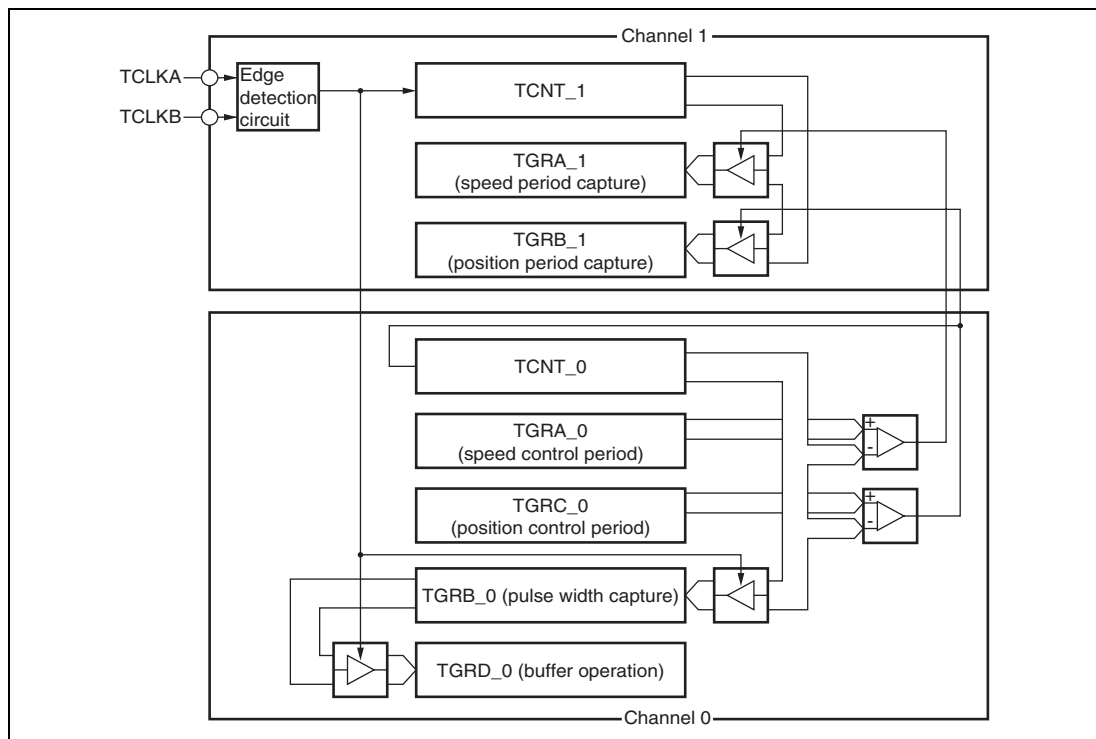 Channel 1
TCLKA
TCLKB
Edge
detection
circuit
TCNT_1
TGRA_1
(speed period capture)
TGRB_1
(position period capture)
TCNT_0
TGRA_0
(speed control period)
+
-
TGRC_0
(position control period)
+
-
TGRB_0 (pulse width capture)
TGRD_0 (buffer operation)
Channel 0